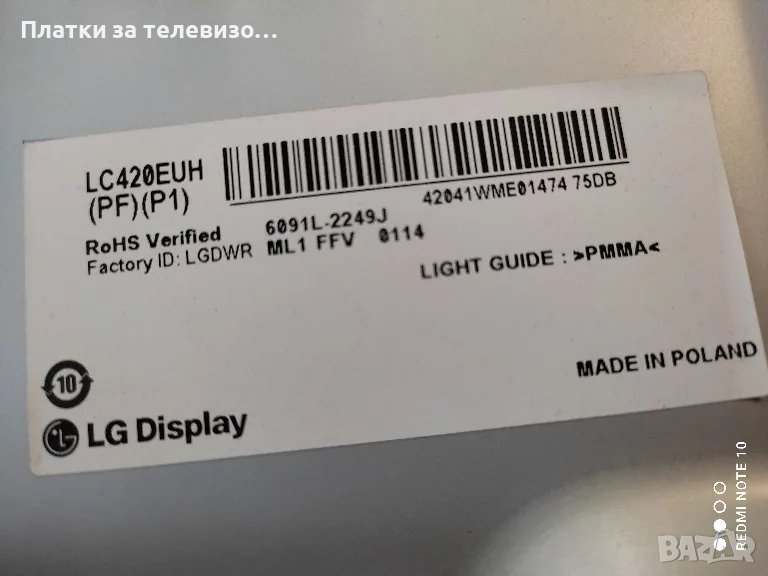 Платки за телевизо...
LC420EUH
(PF)(P1)
42041WME01474 75DB
RoHS Verified
6091L-2249J
Factory ID: LGDWR
ML1 FFV 0114
LIGHT GUIDE : >PMMA<
10
MADE IN POLAND
LG Display
REDMI NOTE 10
BAZAR